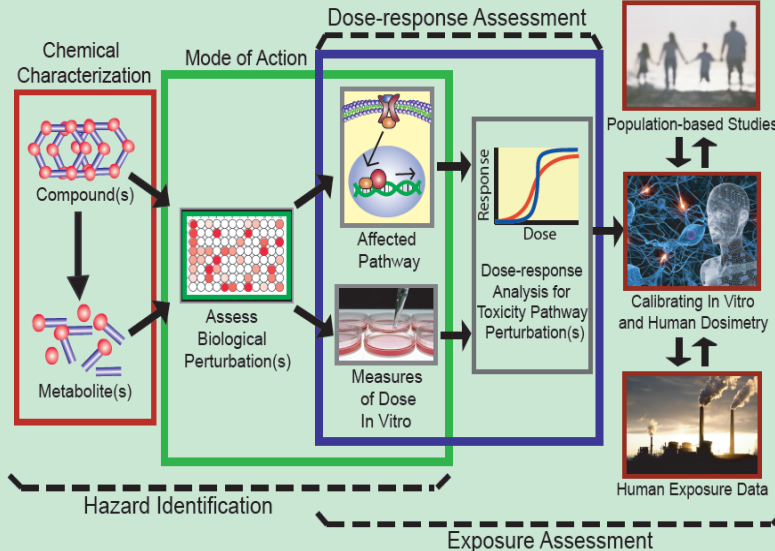 Dose-response Assessment
Chemical
Characterization
Mode of Action
Compound(s)
Metabolite(s)
Assess
Biological
Perturbation(s)
Affected
Pathway
Measures
of Dose
In Vitro
Response
Dose
Dose-response
Analysis for
Toxicity Pathway
Perturbation(s)
Population-based Studies
Calibrating In Vitro
and Human Dosimetry
Human Exposure Data
Hazard Identification
Exposure Assessment